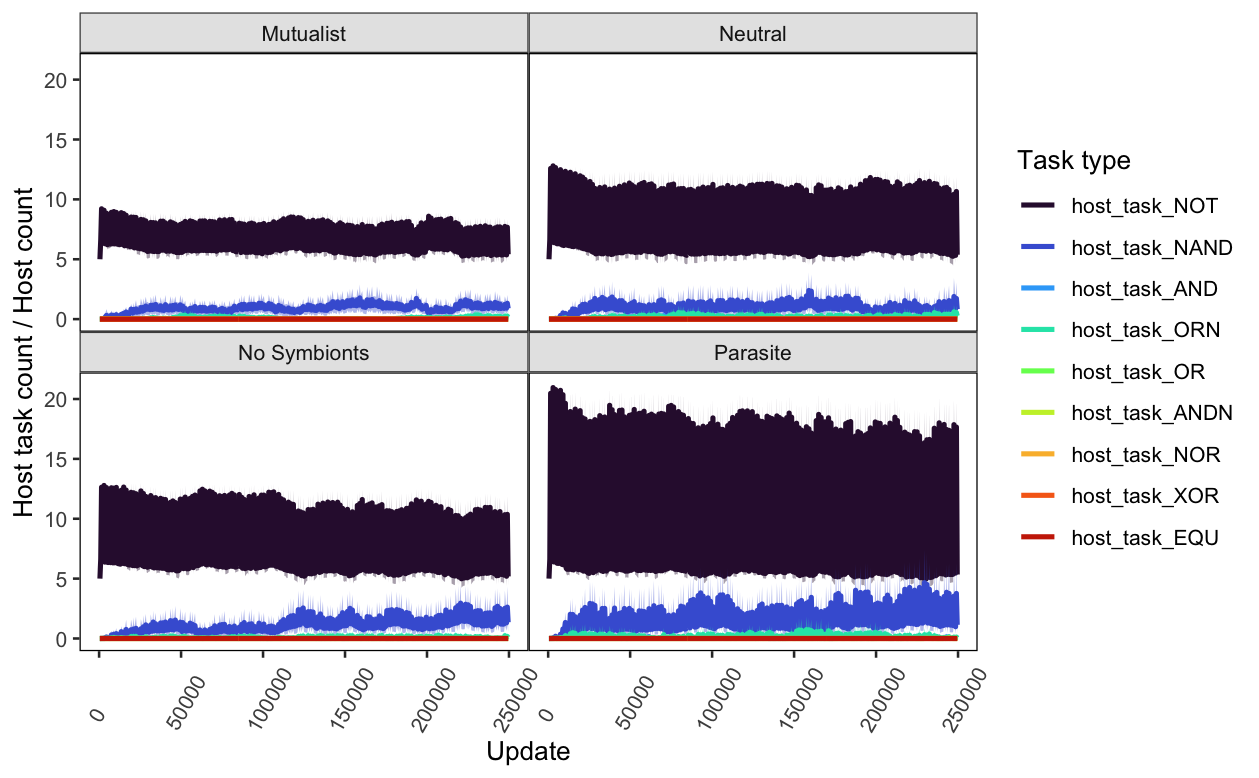 Mutualist
Neutral
20
15
10
5
0
No Symbionts
Parasite
20
15
10
5
0
0
50000
100000
150000
200000
250000
0
50000
100000
150000
200000
250000
Update
Host task count / Host count
Task type
host_task_NOT
host_task_NAND
host_task_AND
host_task_ORN
host_task_OR
host_task_ANDN
host_task_NOR
host_task_XOR
host_task_EQU